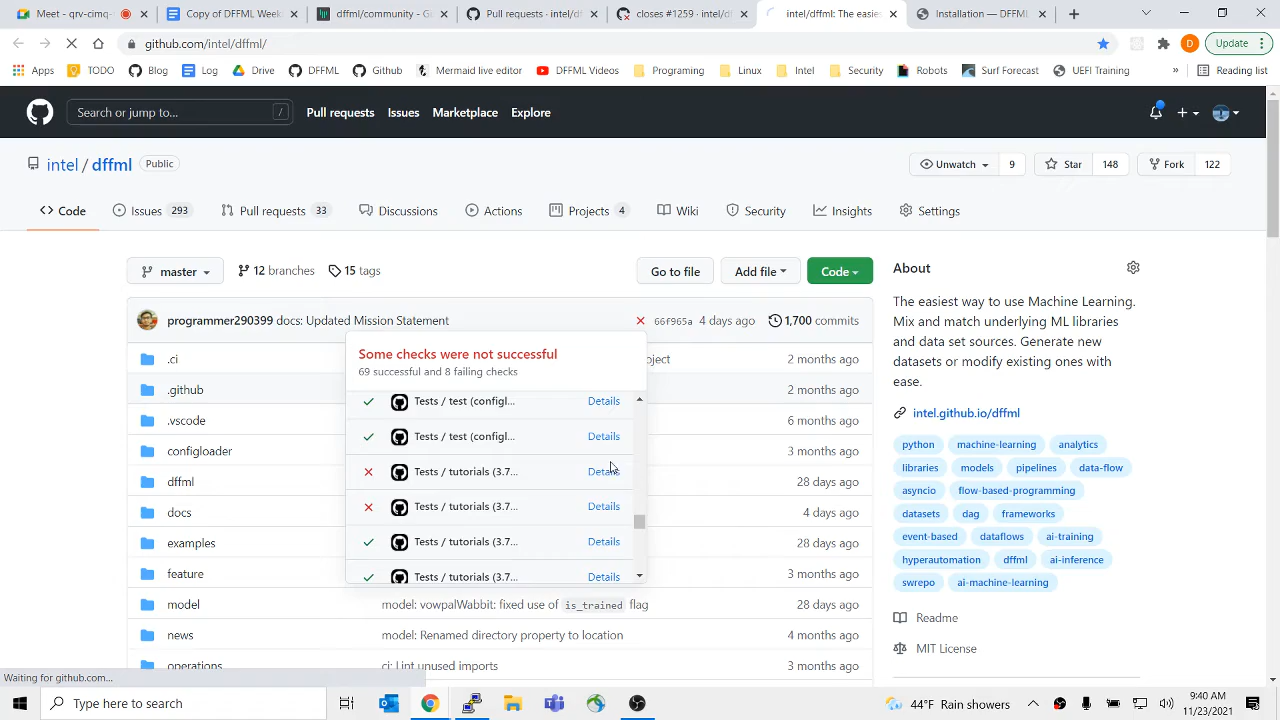 Meet - qrv-cimq-
Copy of DFFML Weekl
dffml/community - G
Pull requests · intel/df
closes #1259 · intel/d
intel/dffml: The easies
Installation — DFFML
github.com/intel/dffml/
D
Update
Apps
TODO
Blog
Log
Drive
DFFML
Github
Mermaid live editor
DFFML Videos
Programming
Linux
Intel
Security
Robots
Surf Forecast
UEFI Training
»
Reading list
Search or jump to...
/
Pull requests
Issues
Marketplace
Explore
intel / dffml
Public
Unwatch
9
Star
148
Fork
122
Code
Issues 293
Pull requests 33
Discussions
Actions
Projects 4
Wiki
Security
Insights
Settings
master
12 branches
15 tags
Go to file
Add file
Code
programmer290399 docs: Updated Mission Statement
66f965a 4 days ago
1,700 commits
.ci
oject
2 months ago
.github
2 months ago
.vscode
6 months ago
configloader
3 months ago
dffml
28 days ago
docs
4 days ago
examples
28 days ago
feature
3 months ago
model
model: vowpalWabbit: fixed use of is_trained flag
28 days ago
news
model: Renamed directory property to location
4 months ago
operations
ci: Lint unused imports
3 months ago
Some checks were not successful
69 successful and 8 failing checks
Tests / test (configl...
Details
Tests / test (configl...
Details
Tests / tutorials (3.7...
Details
Tests / tutorials (3.7...
Details
Tests / tutorials (3.7...
Details
Tests / tutorials (3.7...
Details
About
The easiest way to use Machine Learning.
Mix and match underlying ML libraries
and data set sources. Generate new
datasets or modify existing ones with
ease.
intel.github.io/dffml
python machine-learning analytics
libraries models pipelines data-flow
asyncio flow-based-programming
datasets dag frameworks
event-based dataflows ai-training
hyperautomation dffml ai-inference
swrepo ai-machine-learning
Readme
MIT License
Waiting for github.com...
Type here to search
44°F Rain showers
9:40 AM
11/23/2021